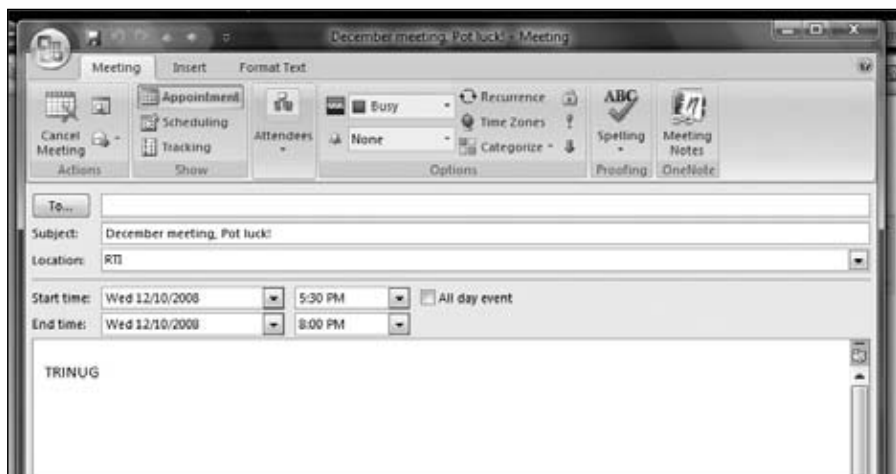 December meeting, Pot luck! - Meeting
Meeting Insert Format Text
Cancel Meeting
Actions
Appointment
Scheduling
Tracking
Show
Attendees
Busy
None
Recurrence
Time Zones
Categorize
Options
ABC
Spelling
Proofing
Meeting Notes
OneNote
To...
Subject: December meeting, Pot luck!
Location: RTI
Start time: Wed 12/10/2008 5:30 PM All day event
End time: Wed 12/10/2008 8:00 PM
TRINUG